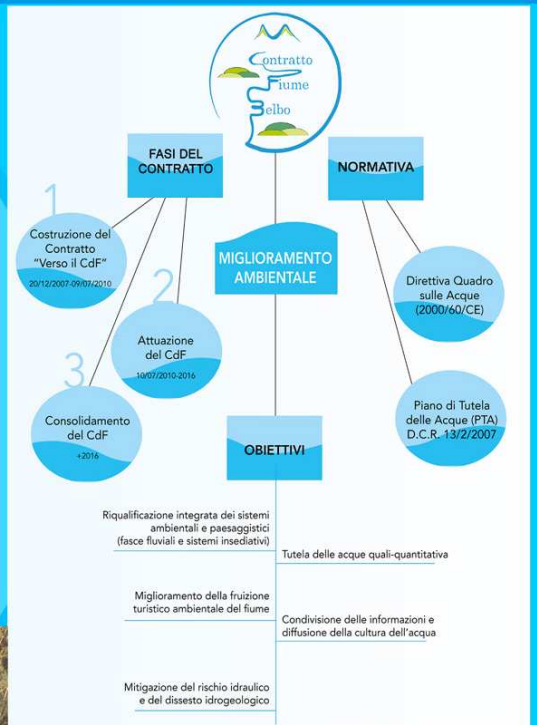 Contratto
Fiume
Belbo
FASI DEL
CONTRATTO
NORMATIVA
1
Costruzione del
Contratto
"Verso il CdF"
20/12/2007-09/07/2010
MIGLIORAMENTO
AMBIENTALE
Direttiva Quadro
sulle Acque
(2000/60/CE)
2
Attuazione
del CdF
10/07/2010-2016
3
Consolidamento
del CdF
+2016
Piano di Tutela
delle Acque (PTA)
D.C.R. 13/2/2007
OBIETTIVI
Riqualificazione integrata dei sistemi
ambientali e paesaggistici
(fasce fluviali e sistemi insediativi)
Tutela delle acque quali-quantitativa
Miglioramento della fruizione
turistico ambientale del fiume
Condivisione delle informazioni e
diffusione della cultura dell'acqua
Mitigazione del rischio idraulico
e del dissesto idrogeologico